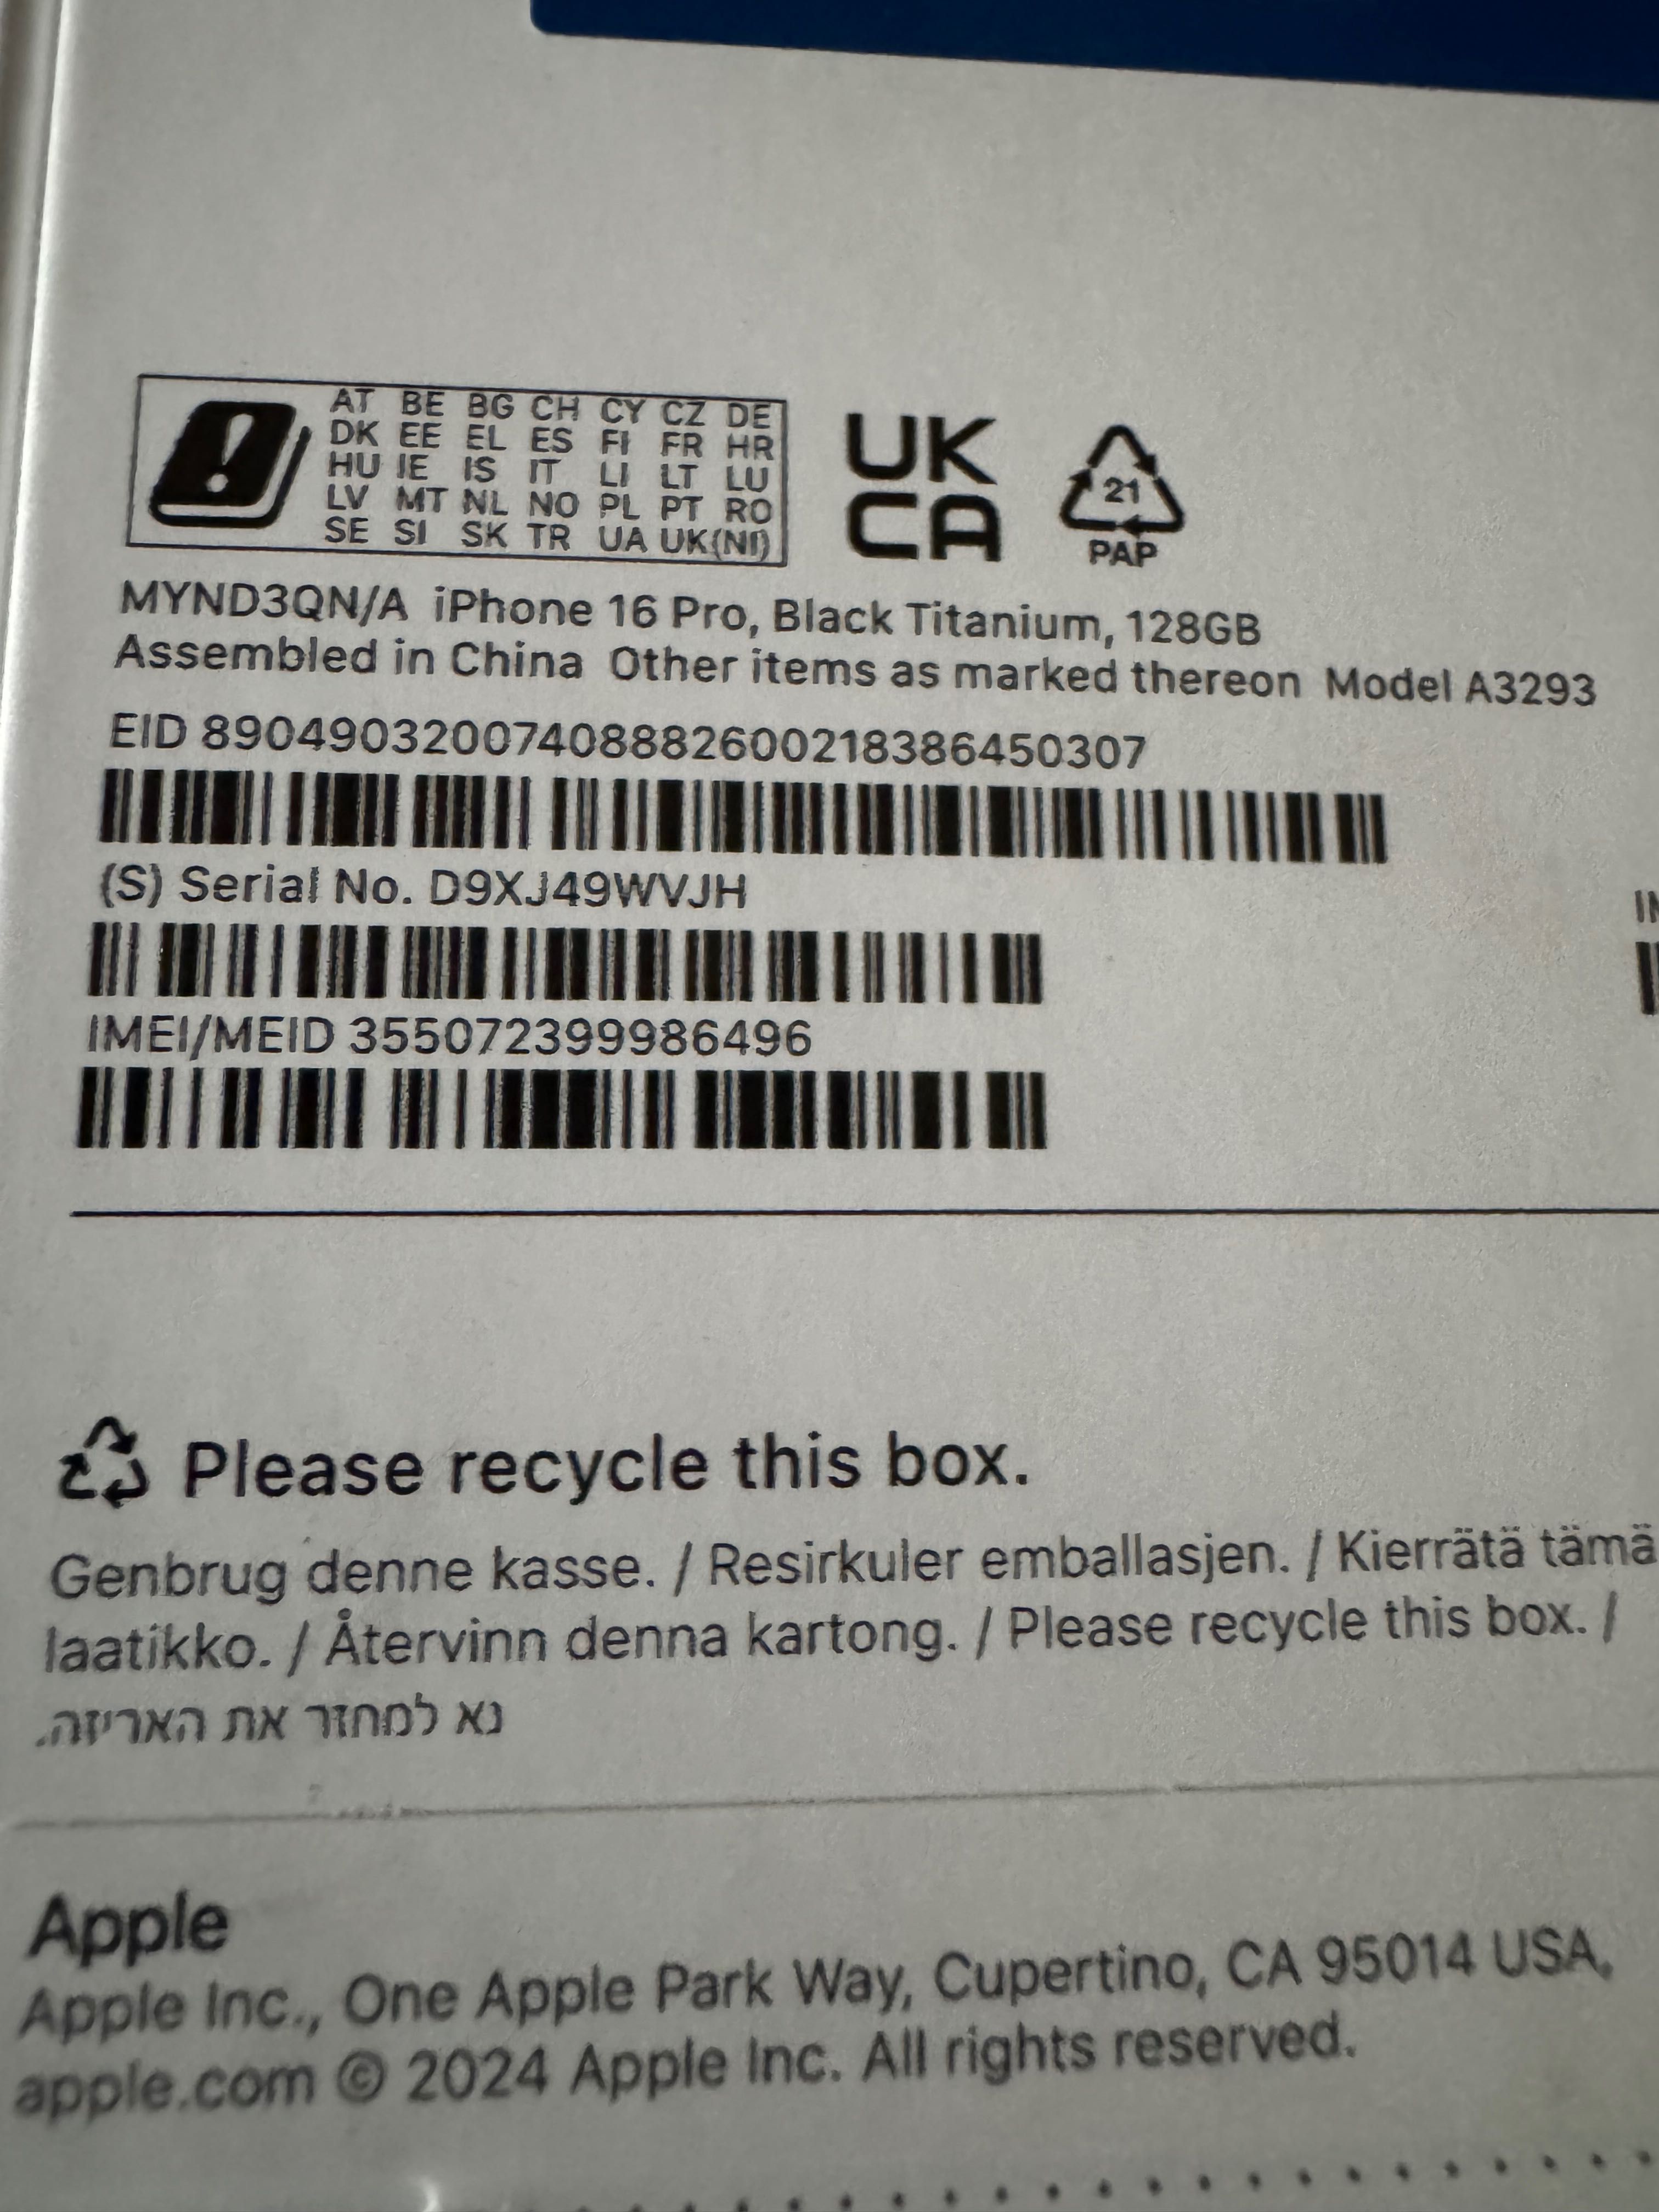 AT BE BG CH CY CZ DE
DK EE EL ES FI FR HR
HU IE IS IT LI LT LU
LV MT NL NO PL PT RO
SE SI SK TR UA UK(NI)
UK
CA
21
PAP
MYND3QN/A iPhone 16 Pro, Black Titanium, 128GB
Assembled in China Other items as marked thereon Model A3293
EID 89049032007408882600218386450307
(S) Serial No. D9XJ49WVJH
IMEI/MEID 355072399986496
Please recycle this box.
Genbrug denne kasse. / Resirkuler emballasjen. / Kierrätä tämä
laatikko. / Återvinn denna kartong. / Please recycle this box. /
נא למחזר את האריזה.
Apple
Apple Inc., One Apple Park Way, Cupertino, CA 95014 USA.
apple.com © 2024 Apple Inc. All rights reserved.